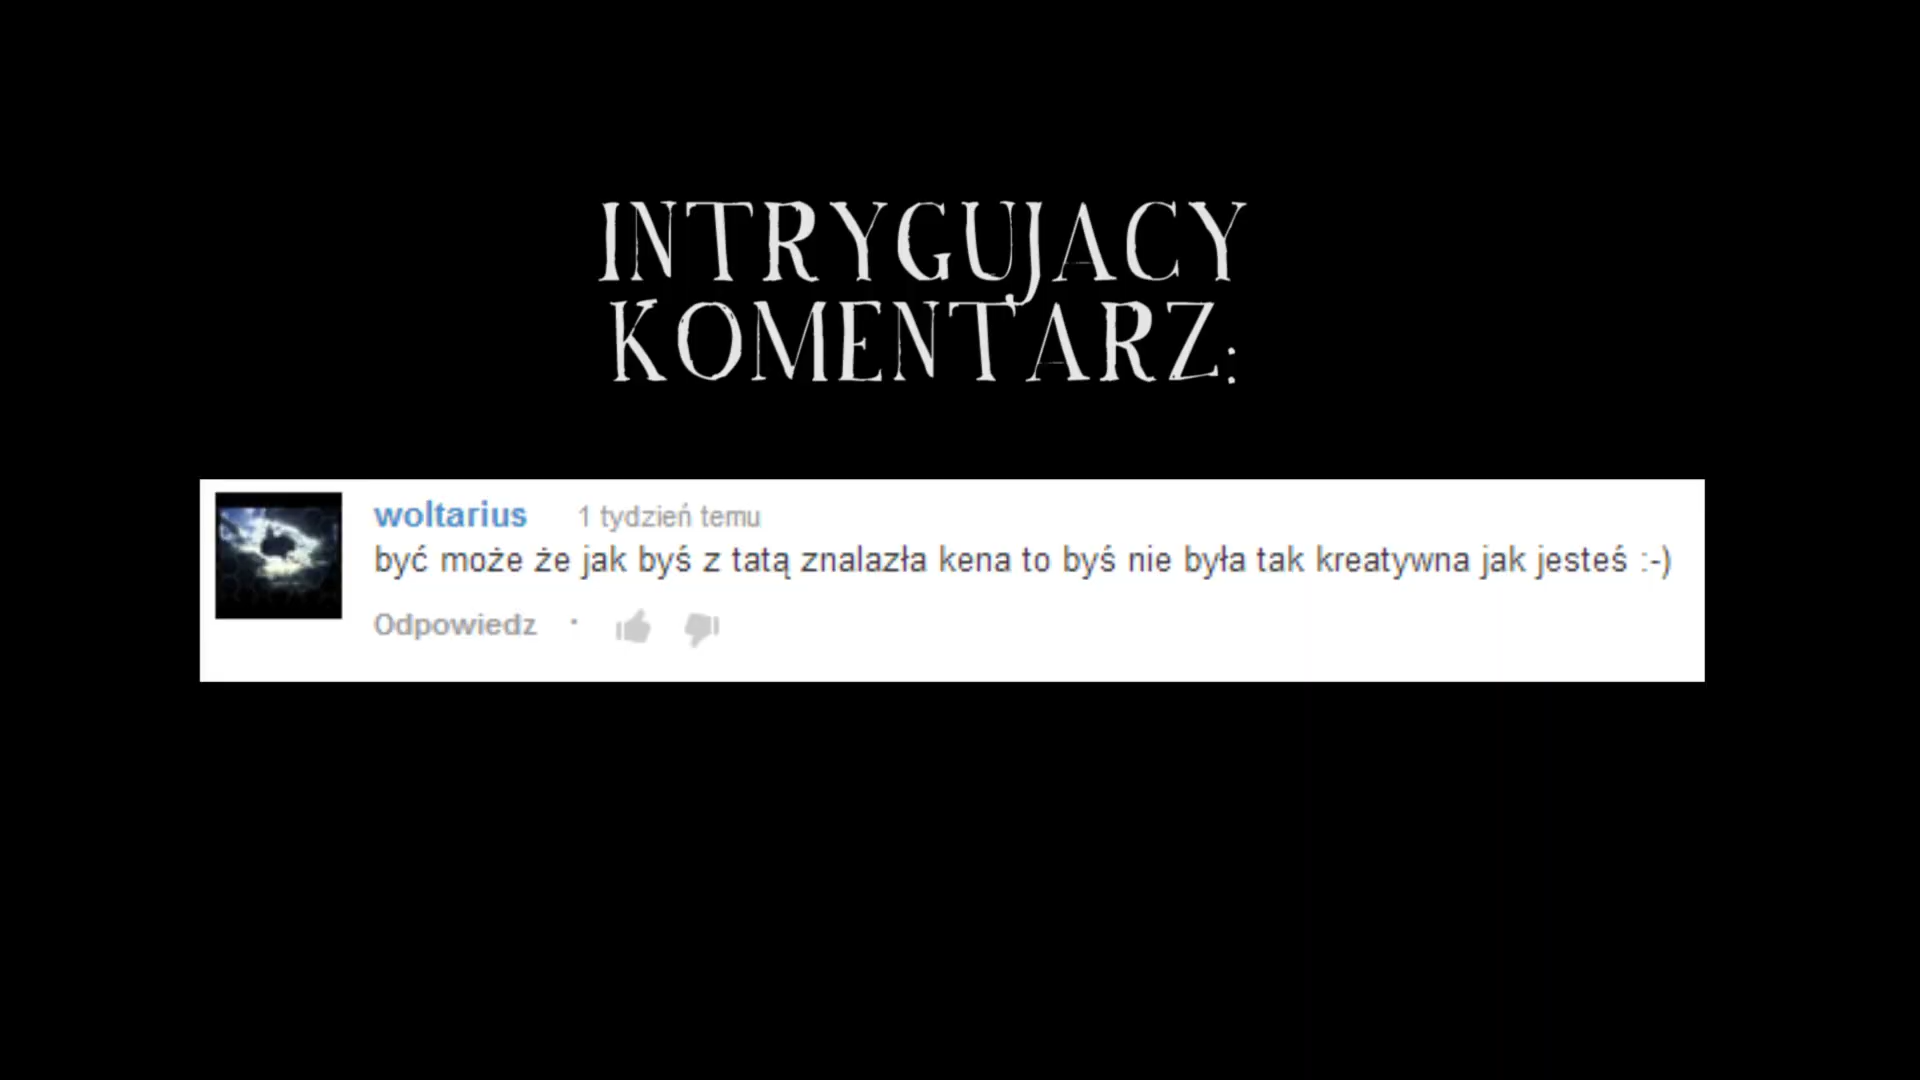 INTRYGUJACY
KOMENTARZ:
woltarius 1 tydzień temu
być może że jak byś z tatą znalazła kena to byś nie była tak kreatywna jak jesteś :-)
Odpowiedz ·